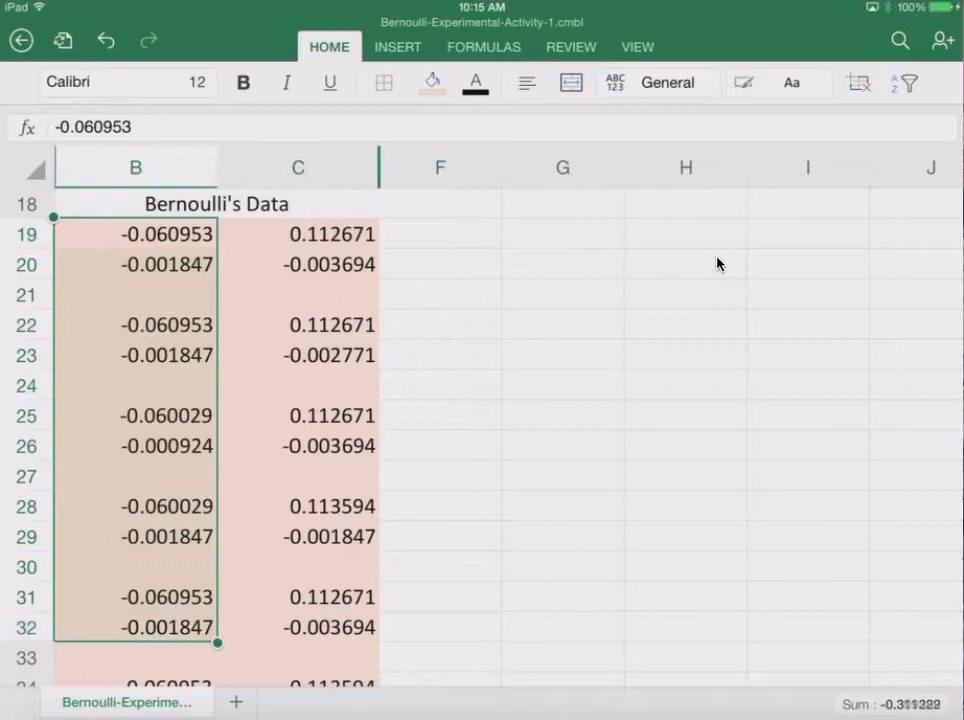 iPad 10:15 AM 100%
Bernoulli-Experimental-Activity-1.cmbl
HOME INSERT FORMULAS REVIEW VIEW
Calibri 12 B I U A ABC 123 General Aa A Z
fx -0.060953
B C F G H I J
18 Bernoulli's Data
19 -0.060953 0.112671
20 -0.001847 -0.003694
21
22 -0.060953 0.112671
23 -0.001847 -0.002771
24
25 -0.060029 0.112671
26 -0.000924 -0.003694
27
28 -0.060029 0.113594
29 -0.001847 -0.001847
30
31 -0.060953 0.112671
32 -0.001847 -0.003694
33
Bernoulli-Experime... +
Sum :